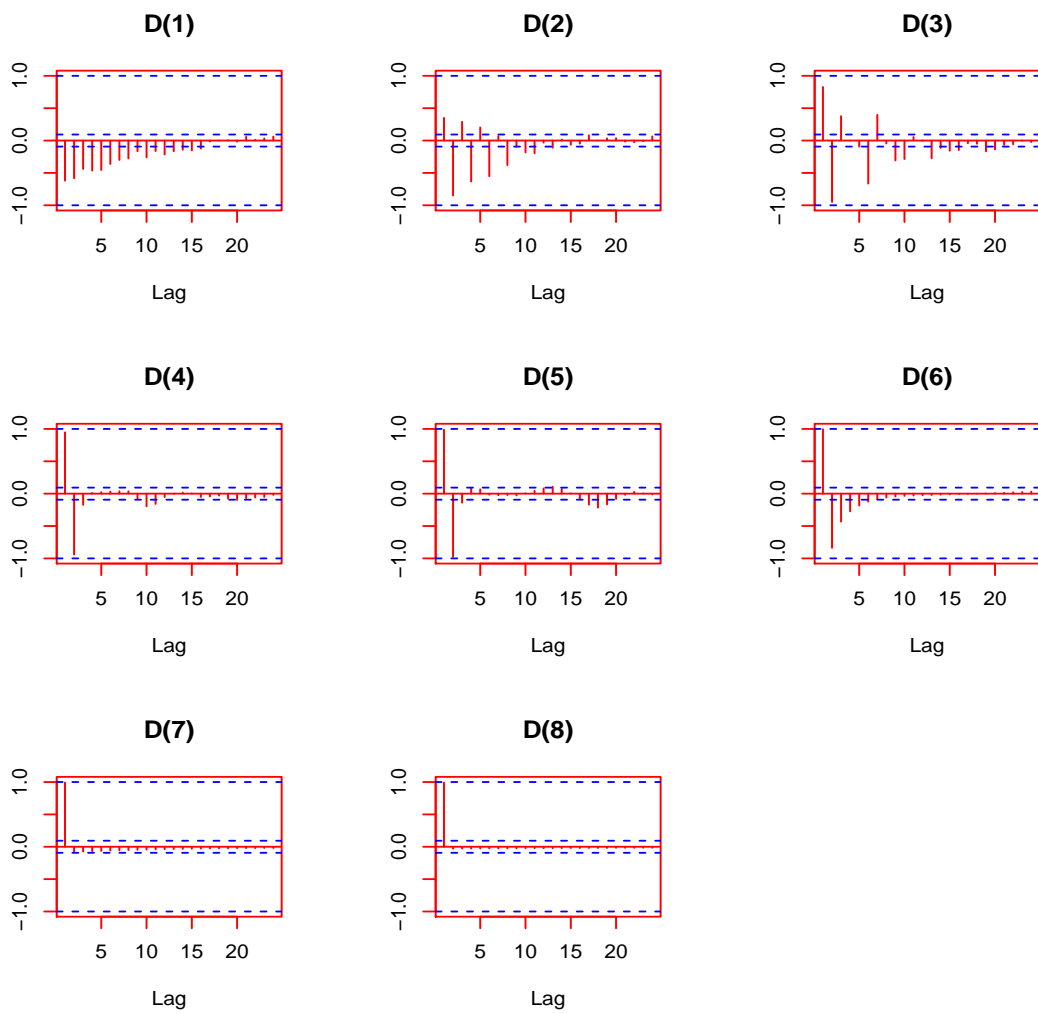 D(1) D(2) D(3)
1.0 1.0 1.0
0.0 0.0 0.0
−1.0 −1.0 −1.0
5 10 15 20 5 10 15 20 5 10 15 20
Lag Lag Lag
D(4) D(5) D(6)
1.0 1.0 1.0
0.0 0.0 0.0
−1.0 −1.0 −1.0
5 10 15 20 5 10 15 20 5 10 15 20
Lag Lag Lag
D(7) D(8)
1.0 1.0
0.0 0.0
−1.0 −1.0
5 10 15 20 5 10 15 20
Lag Lag